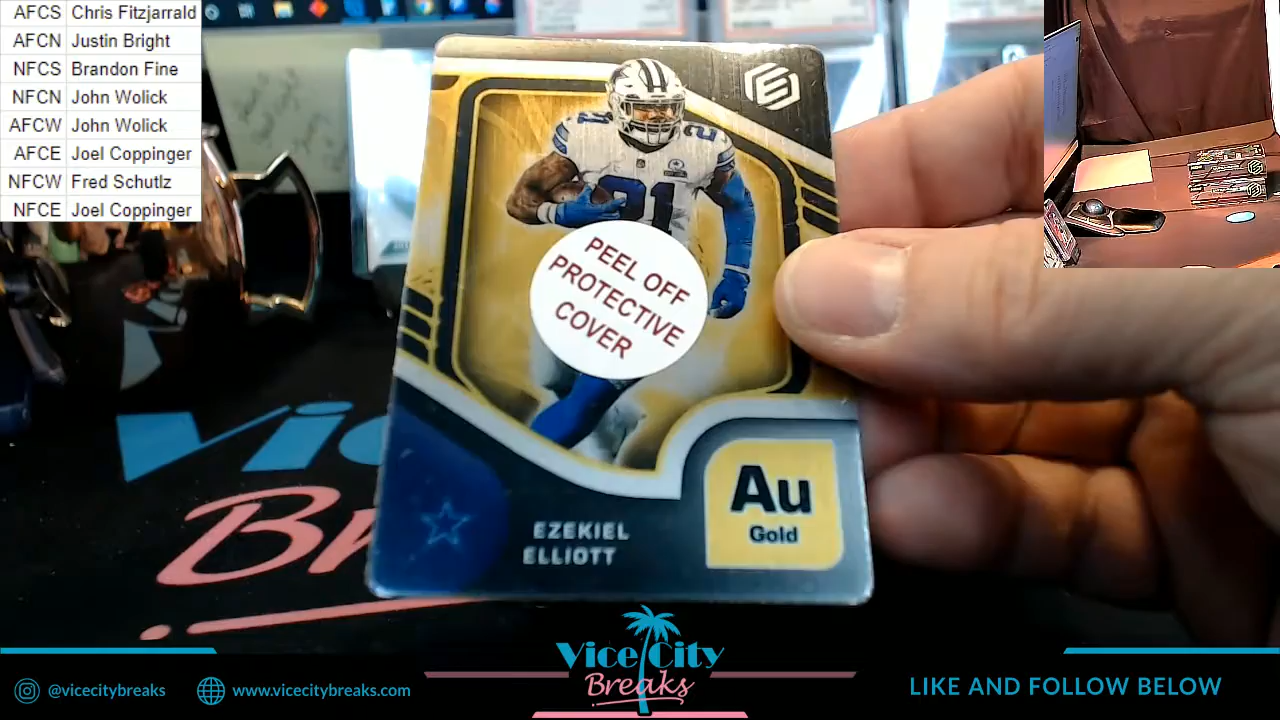 AFCS Chris Fitzjarrald
AFCN Justin Bright
NFCS Brandon Fine
NFCN John Wolick
AFCW John Wolick
AFCE Joel Coppinger
NFCW Fred Schutlz
NFCE Joel Coppinger
21
21
PEEL OFF
PROTECTIVE
COVER
Au
Gold
EZEKIEL
ELLIOTT
Vice City
Breaks
@vicecitybreaks
www.vicecitybreaks.com
LIKE AND FOLLOW BELOW